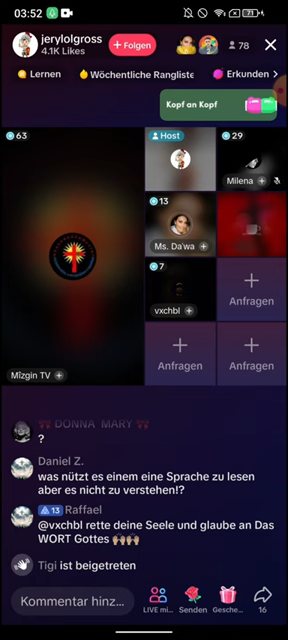 03:52
73
jerylolgross
4.1K Likes
+ Folgen
78
Lernen
Wöchentliche Rangliste
Erkunden
Kopf an Kopf
63
Host
29
Milena
13
Ms. Da'wa
7
vxchbl
Anfragen
Anfragen
Anfragen
Mîzgin TV
DONNA MARY
?
Daniel Z.
was nützt es einem eine Sprache zu lesen
aber es nicht zu verstehen!?
13 Raffael
@vxchbl rette deine Seele und glaube an Das
WORT Gottes 🙌🏼🙌🏼
Tigi ist beigetreten
Kommentar hinz...
LIVE mi...
Senden
Gesche...
16